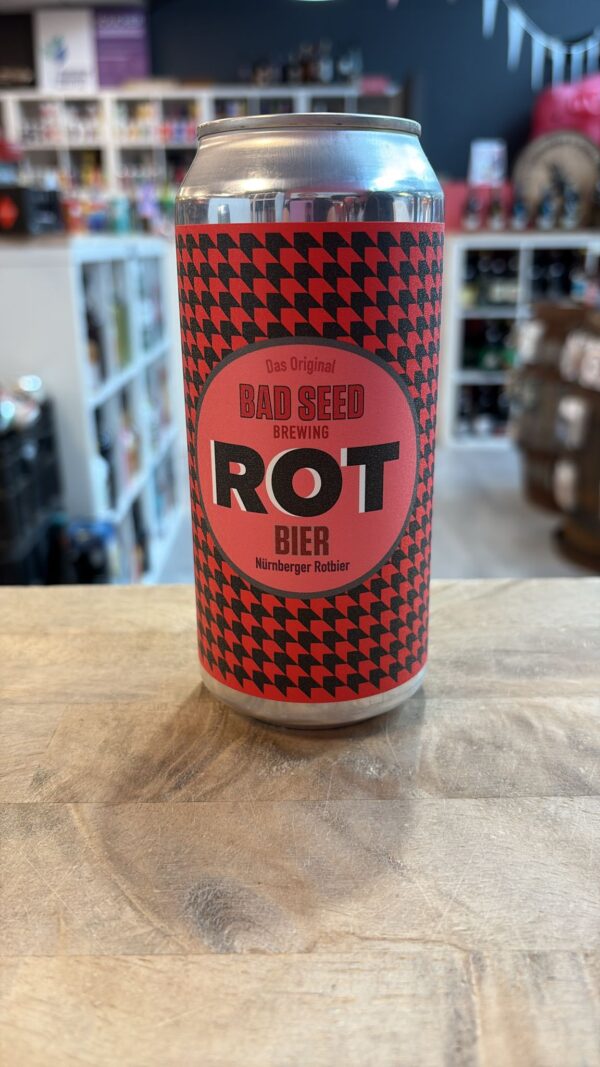 Das Original
BAD SEED
BREWING
ROT
BIER
Nürnberger Rotbier